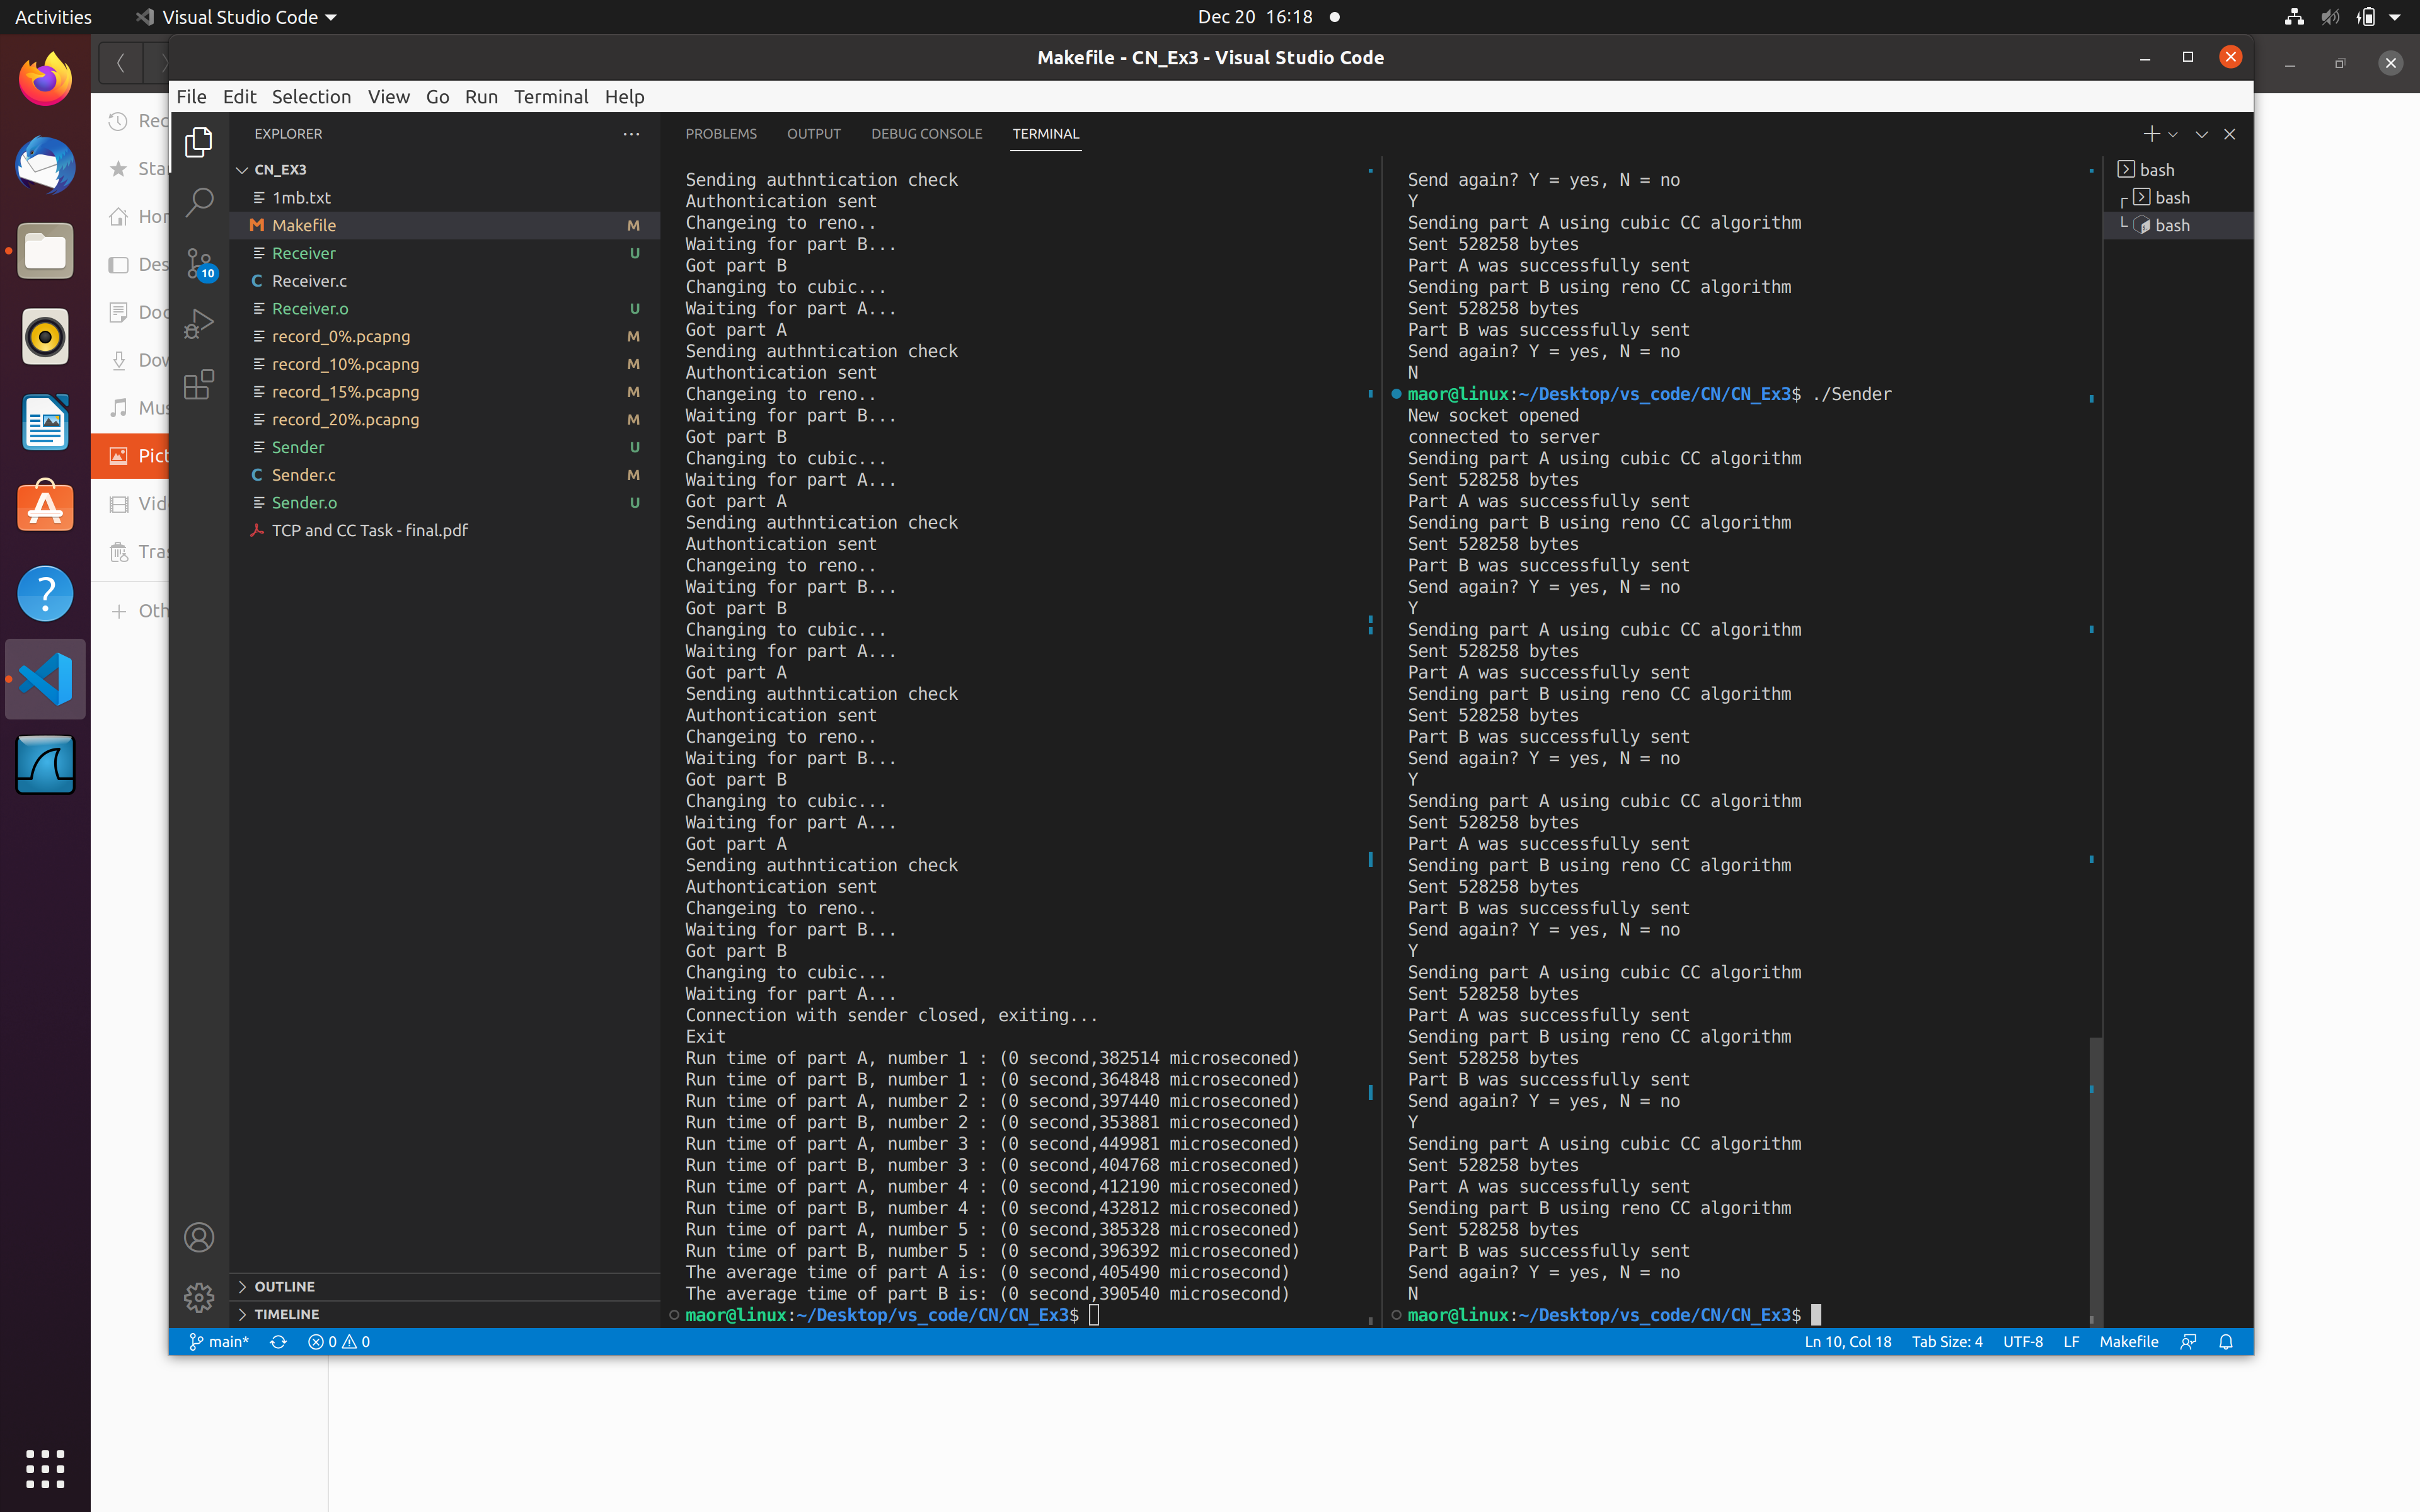 Activities
Visual Studio Code
Dec 20 16:18
Makefile - CN_Ex3 - Visual Studio Code
File Edit Selection View Go Run Terminal Help
Rec
Sta
Hor
Des
Doc
Dow
Mus
Pict
Vid
Tras
Oth
EXPLORER
CN_EX3
1mb.txt
Makefile M
Receiver U
Receiver.c
Receiver.o U
record_0%.pcapng M
record_10%.pcapng M
record_15%.pcapng M
record_20%.pcapng M
Sender U
Sender.c M
Sender.o U
TCP and CC Task - final.pdf
10
OUTLINE
TIMELINE
PROBLEMS OUTPUT DEBUG CONSOLE TERMINAL
Sending authntication check
Authontication sent
Changeing to reno..
Waiting for part B...
Got part B
Changing to cubic...
Waiting for part A...
Got part A
Sending authntication check
Authontication sent
Changeing to reno..
Waiting for part B...
Got part B
Changing to cubic...
Waiting for part A...
Got part A
Sending authntication check
Authontication sent
Changeing to reno..
Waiting for part B...
Got part B
Changing to cubic...
Waiting for part A...
Got part A
Sending authntication check
Authontication sent
Changeing to reno..
Waiting for part B...
Got part B
Changing to cubic...
Waiting for part A...
Got part A
Sending authntication check
Authontication sent
Changeing to reno..
Waiting for part B...
Got part B
Changing to cubic...
Waiting for part A...
Connection with sender closed, exiting...
Exit
Run time of part A, number 1 : (0 second,382514 microseconed)
Run time of part B, number 1 : (0 second,364848 microseconed)
Run time of part A, number 2 : (0 second,397440 microseconed)
Run time of part B, number 2 : (0 second,353881 microseconed)
Run time of part A, number 3 : (0 second,449981 microseconed)
Run time of part B, number 3 : (0 second,404768 microseconed)
Run time of part A, number 4 : (0 second,412190 microseconed)
Run time of part B, number 4 : (0 second,432812 microseconed)
Run time of part A, number 5 : (0 second,385328 microseconed)
Run time of part B, number 5 : (0 second,396392 microseconed)
The average time of part A is: (0 second,405490 microsecond)
The average time of part B is: (0 second,390540 microsecond)
maor@linux:~/Desktop/vs_code/CN/CN_Ex3$
Send again? Y = yes, N = no
Y
Sending part A using cubic CC algorithm
Sent 528258 bytes
Part A was successfully sent
Sending part B using reno CC algorithm
Sent 528258 bytes
Part B was successfully sent
Send again? Y = yes, N = no
N
maor@linux:~/Desktop/vs_code/CN/CN_Ex3$ ./Sender
New socket opened
connected to server
Sending part A using cubic CC algorithm
Sent 528258 bytes
Part A was successfully sent
Sending part B using reno CC algorithm
Sent 528258 bytes
Part B was successfully sent
Send again? Y = yes, N = no
Y
Sending part A using cubic CC algorithm
Sent 528258 bytes
Part A was successfully sent
Sending part B using reno CC algorithm
Sent 528258 bytes
Part B was successfully sent
Send again? Y = yes, N = no
Y
Sending part A using cubic CC algorithm
Sent 528258 bytes
Part A was successfully sent
Sending part B using reno CC algorithm
Sent 528258 bytes
Part B was successfully sent
Send again? Y = yes, N = no
Y
Sending part A using cubic CC algorithm
Sent 528258 bytes
Part A was successfully sent
Sending part B using reno CC algorithm
Sent 528258 bytes
Part B was successfully sent
Send again? Y = yes, N = no
Y
Sending part A using cubic CC algorithm
Sent 528258 bytes
Part A was successfully sent
Sending part B using reno CC algorithm
Sent 528258 bytes
Part B was successfully sent
Send again? Y = yes, N = no
N
maor@linux:~/Desktop/vs_code/CN/CN_Ex3$
bash
bash
bash
main* 0 0
Ln 10, Col 18 Tab Size: 4 UTF-8 LF Makefile